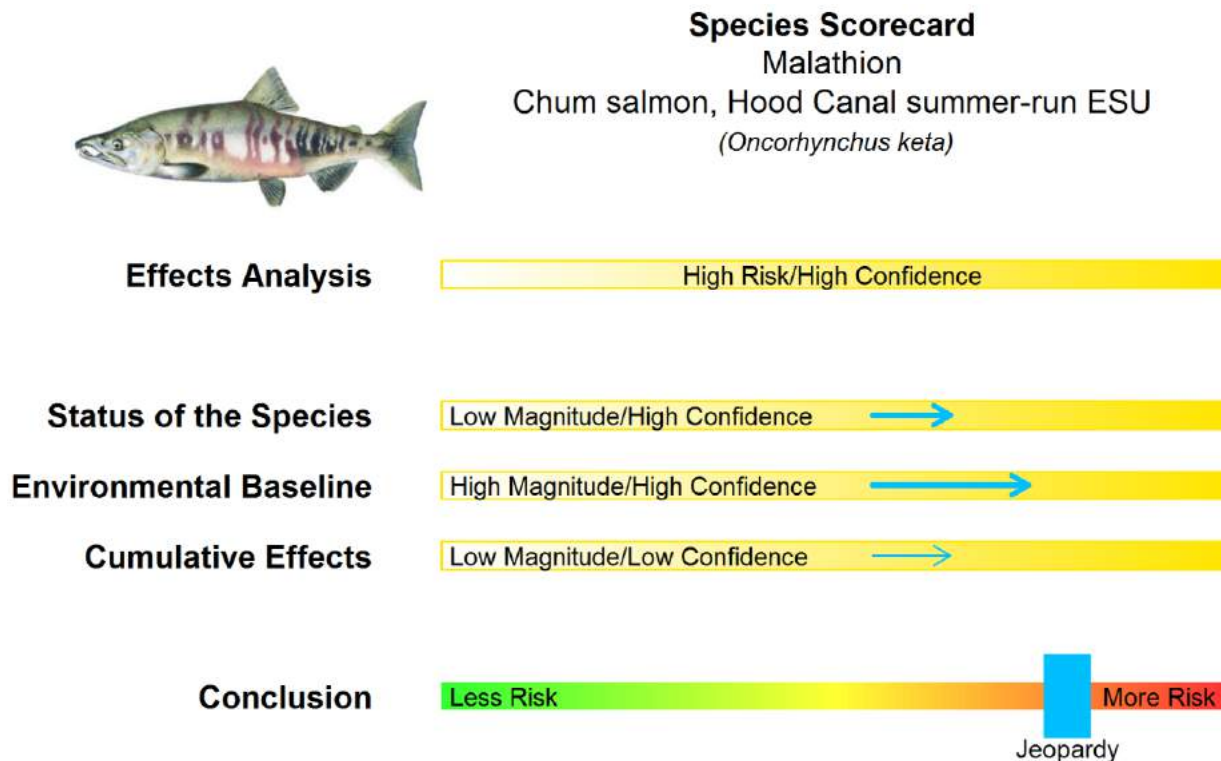 Species Scorecard
Malathion
Chum salmon, Hood Canal summer-run ESU
(Oncorhynchus keta)
Effects Analysis
High Risk/High Confidence
Status of the Species
Low Magnitude/High Confidence
Environmental Baseline
High Magnitude/High Confidence
Cumulative Effects
Low Magnitude/Low Confidence
Conclusion
Less Risk
More Risk
Jeopardy